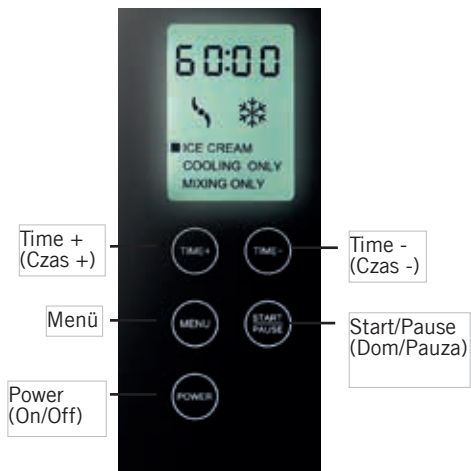 60:00
ICE CREAM
COOLING ONLY
MIXING ONLY
Time +
(Czas +)
TIME+
TIME-
Time -
(Czas -)
Menü
MENU
START
PAUSE
Start/Pause
(Dom/Pauza)
Power
(On/Off)
POWER